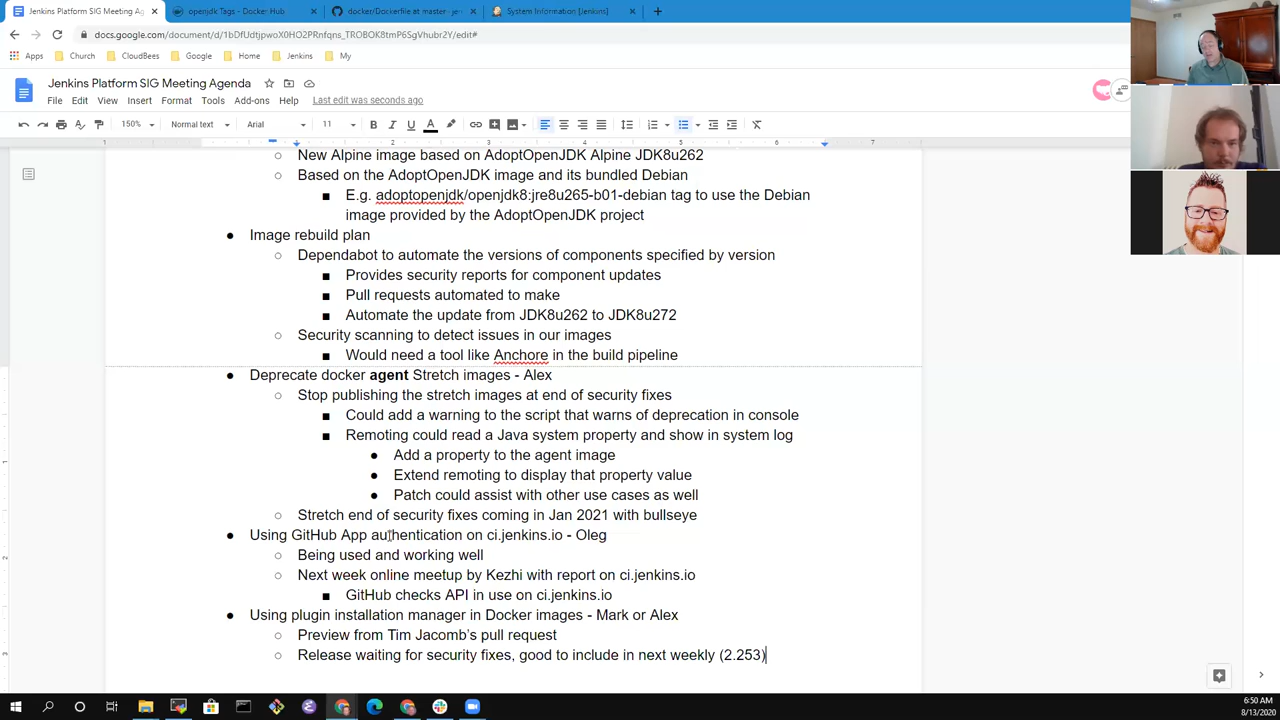 Jenkins Platform SIG Meeting Ag
openjdk Tags - Docker Hub
docker/Dockerfile at master · jen
System Information [Jenkins]
docs.google.com/document/d/1bDfUdtjpwoX0HO2PRnfqns_TROBOK8tmP6SgVhubr2Y/edit#
Apps Church CloudBees Google Home Jenkins My
Jenkins Platform SIG Meeting Agenda
File Edit View Insert Format Tools Add-ons Help Last edit was seconds ago
150% Normal text Arial 11
1 2 3 4 5 6 7
○ New Alpine image based on AdoptOpenJDK Alpine JDK8u262
○ Based on the AdoptOpenJDK image and its bundled Debian
■ E.g. adoptopenjdk/openjdk8:jre8u265-b01-debian tag to use the Debian
image provided by the AdoptOpenJDK project
● Image rebuild plan
○ Dependabot to automate the versions of components specified by version
■ Provides security reports for component updates
■ Pull requests automated to make
■ Automate the update from JDK8u262 to JDK8u272
○ Security scanning to detect issues in our images
■ Would need a tool like Anchore in the build pipeline
● Deprecate docker agent Stretch images - Alex
○ Stop publishing the stretch images at end of security fixes
■ Could add a warning to the script that warns of deprecation in console
■ Remoting could read a Java system property and show in system log
● Add a property to the agent image
● Extend remoting to display that property value
● Patch could assist with other use cases as well
○ Stretch end of security fixes coming in Jan 2021 with bullseye
● Using GitHub App authentication on ci.jenkins.io - Oleg
○ Being used and working well
○ Next week online meetup by Kezhi with report on ci.jenkins.io
■ GitHub checks API in use on ci.jenkins.io
● Using plugin installation manager in Docker images - Mark or Alex
○ Preview from Tim Jacomb's pull request
○ Release waiting for security fixes, good to include in next weekly (2.253)
6:50 AM
8/13/2020